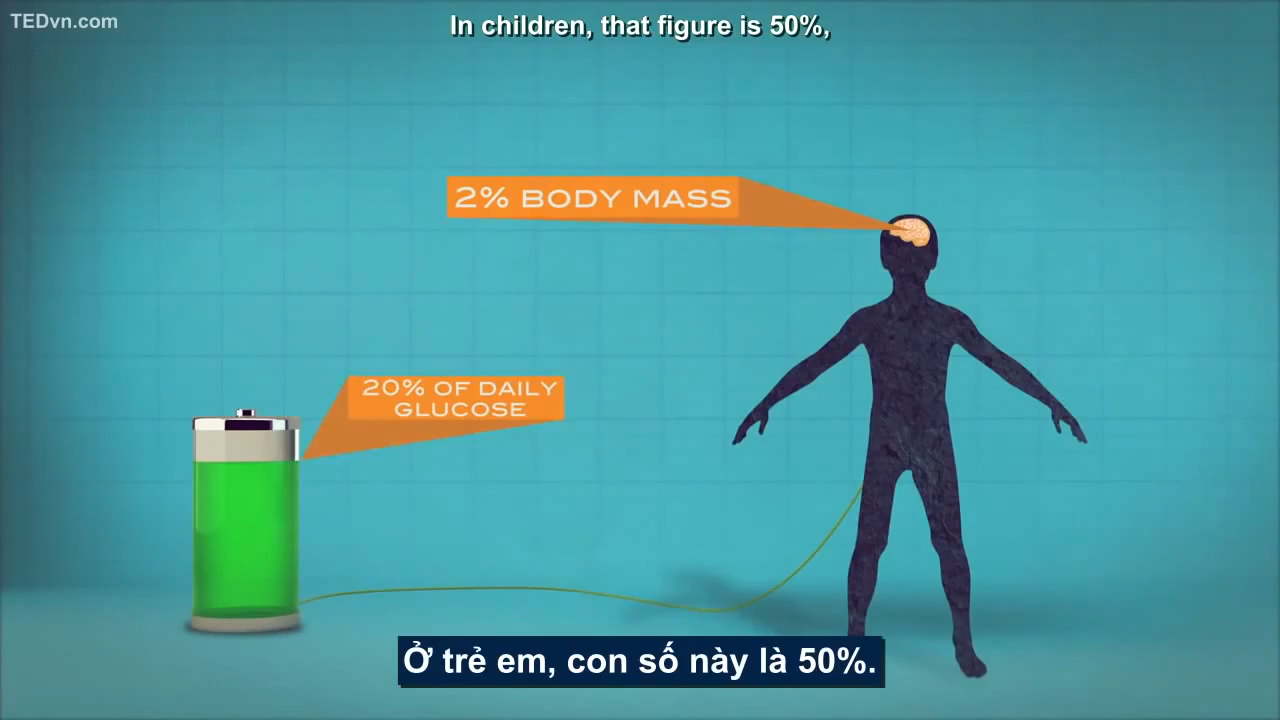 TEDvn.com
In children, that figure is 50%,
2% BODY MASS
20% OF DAILY
GLUCOSE
Ở trẻ em, con số này là 50%.